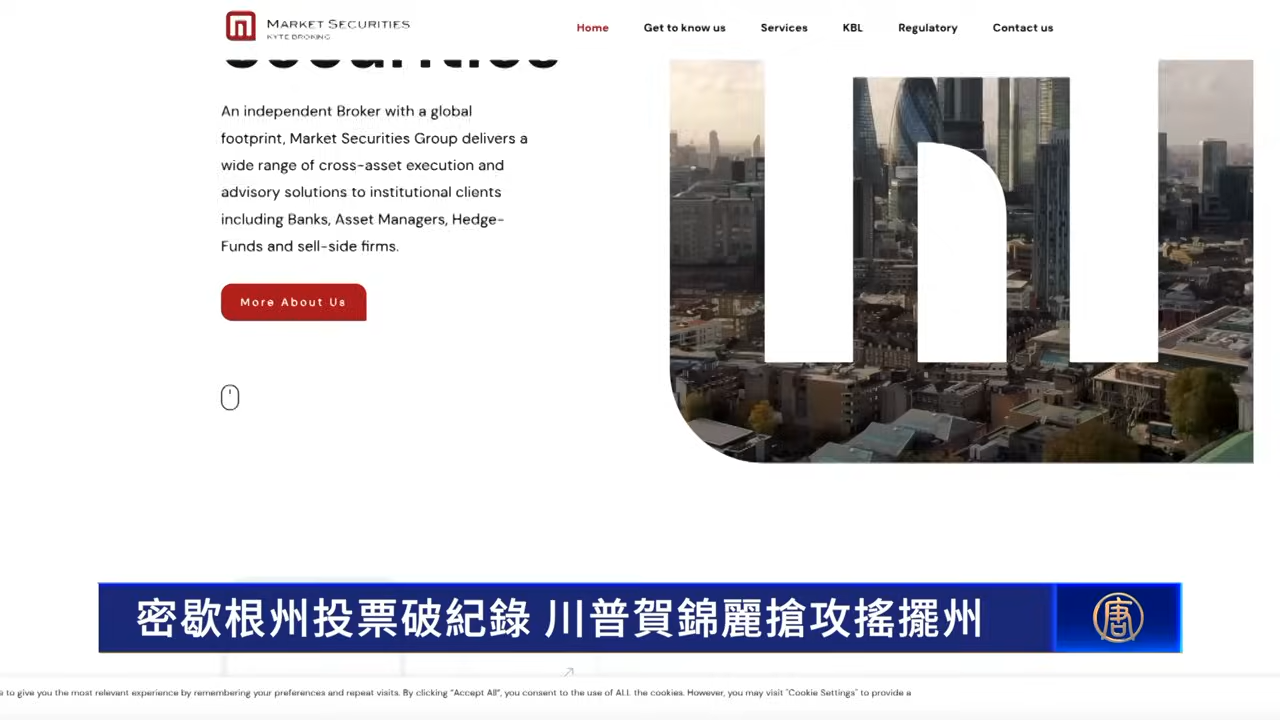 MARKET SECURITIES
KYTE BROKING
Home
Get to know us
Services
KBL
Regulatory
Contact us
An independent Broker with a global
footprint, Market Securities Group delivers a
wide range of cross-asset execution and
advisory solutions to institutional clients
including Banks, Asset Managers, Hedge-
Funds and sell-side firms.
More About Us
密歇根州投票破紀錄 川普賀錦麗搶攻搖擺州
唐
e to give you the most relevant experience by remembering your preferences and repeat visits. By clicking "Accept All", you consent to the use of ALL the cookies. However, you may visit "Cookie Settings" to provide a